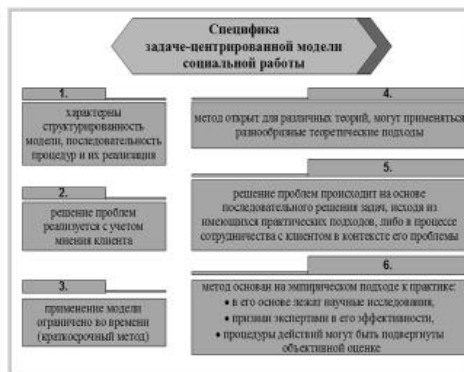 Специфика
задаче-центрированной модели
социальной работы
1.
характерны
структурированность
модели, последовательность
процедур и их реализация
2.
решение проблем
реализуется с учетом
мнения клиента
3.
применение модели
ограничено во времени
(краткосрочный метод)
4.
метод открыт для различных теорий, могут применяться
разнообразные теоретические подходы
5.
решение проблем происходит на основе
последовательного решения задач, исходя из
имеющихся практических подходов, либо в процессе
сотрудничества с клиентом в контексте его проблемы
6.
метод основан на эмпирическом подходе к практике:
• в его основе лежат научные исследования,
• признан экспертами в его эффективности,
• процедуры действий могут быть подвергнуты
объективной оценке